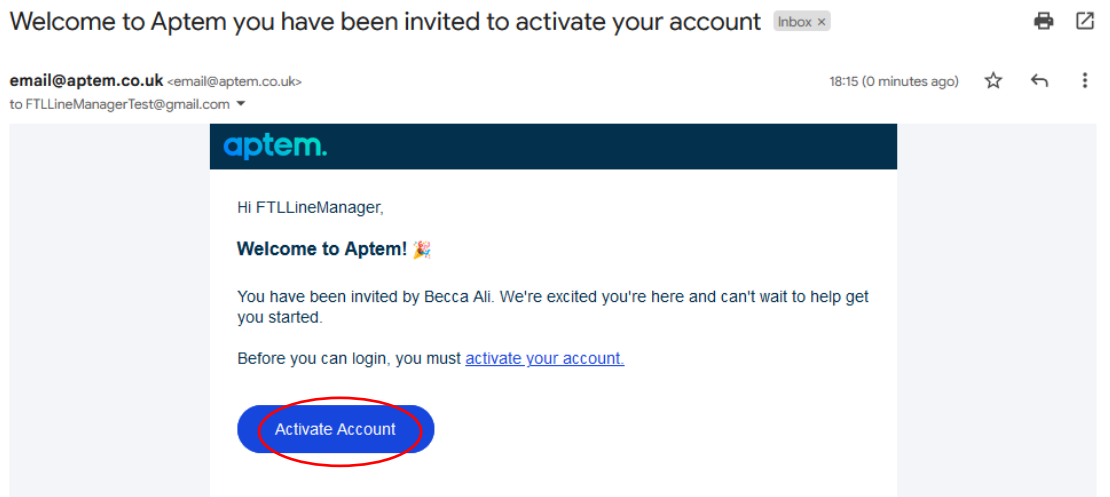 Welcome to Aptem you have been invited to activate your account Inbox ×
email@aptem.co.uk <email@aptem.co.uk> 18:15 (0 minutes ago)
to FTLLineManagerTest@gmail.com
aptem.
Hi FTLLineManager,
Welcome to Aptem! 🎉
You have been invited by Becca Ali. We're excited you're here and can't wait to help get
you started.
Before you can login, you must activate your account.
Activate Account